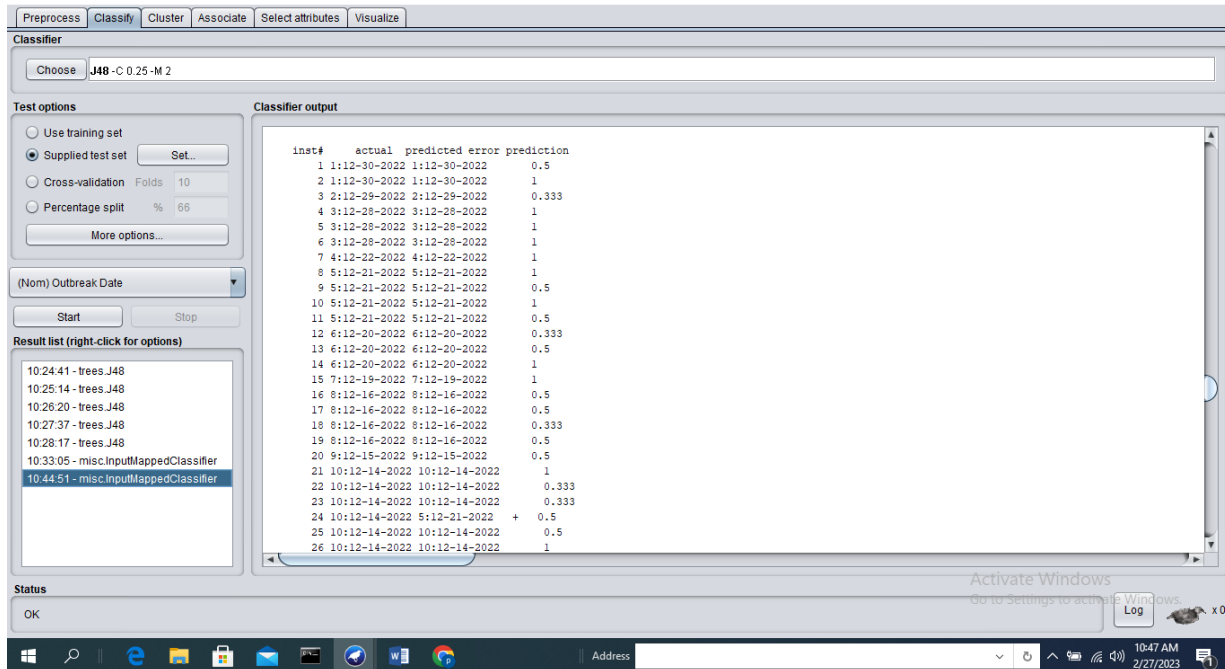 Preprocess Classify Cluster Associate Select attributes Visualize
Classifier
Choose J48 -C 0.25 -M 2
Test options
Use training set
Supplied test set Set...
Cross-validation Folds 10
Percentage split % 66
More options...
(Nom) Outbreak Date
Start Stop
Result list (right-click for options)
10:24:41 - trees.J48
10:25:14 - trees.J48
10:26:20 - trees.J48
10:27:37 - trees.J48
10:28:17 - trees.J48
10:33:05 - misc.InputMappedClassifier
10:44:51 - misc.InputMappedClassifier
Classifier output
inst# actual predicted error prediction
1 1:12-30-2022 1:12-30-2022 0.5
2 1:12-30-2022 1:12-30-2022 1
3 2:12-29-2022 2:12-29-2022 0.333
4 3:12-28-2022 3:12-28-2022 1
5 3:12-28-2022 3:12-28-2022 1
6 3:12-28-2022 3:12-28-2022 1
7 4:12-22-2022 4:12-22-2022 1
8 5:12-21-2022 5:12-21-2022 1
9 5:12-21-2022 5:12-21-2022 0.5
10 5:12-21-2022 5:12-21-2022 1
11 5:12-21-2022 5:12-21-2022 0.5
12 6:12-20-2022 6:12-20-2022 0.333
13 6:12-20-2022 6:12-20-2022 0.5
14 6:12-20-2022 6:12-20-2022 1
15 7:12-19-2022 7:12-19-2022 1
16 8:12-16-2022 8:12-16-2022 0.5
17 8:12-16-2022 8:12-16-2022 0.5
18 8:12-16-2022 8:12-16-2022 0.333
19 8:12-16-2022 8:12-16-2022 0.5
20 9:12-15-2022 9:12-15-2022 0.5
21 10:12-14-2022 10:12-14-2022 1
22 10:12-14-2022 10:12-14-2022 0.333
23 10:12-14-2022 10:12-14-2022 0.333
24 10:12-14-2022 5:12-21-2022 + 0.5
25 10:12-14-2022 10:12-14-2022 0.5
26 10:12-14-2022 10:12-14-2022 1
Activate Windows
Go to Settings to activate Windows.
Status
OK
Log x 0
Address
10:47 AM
2/27/2023